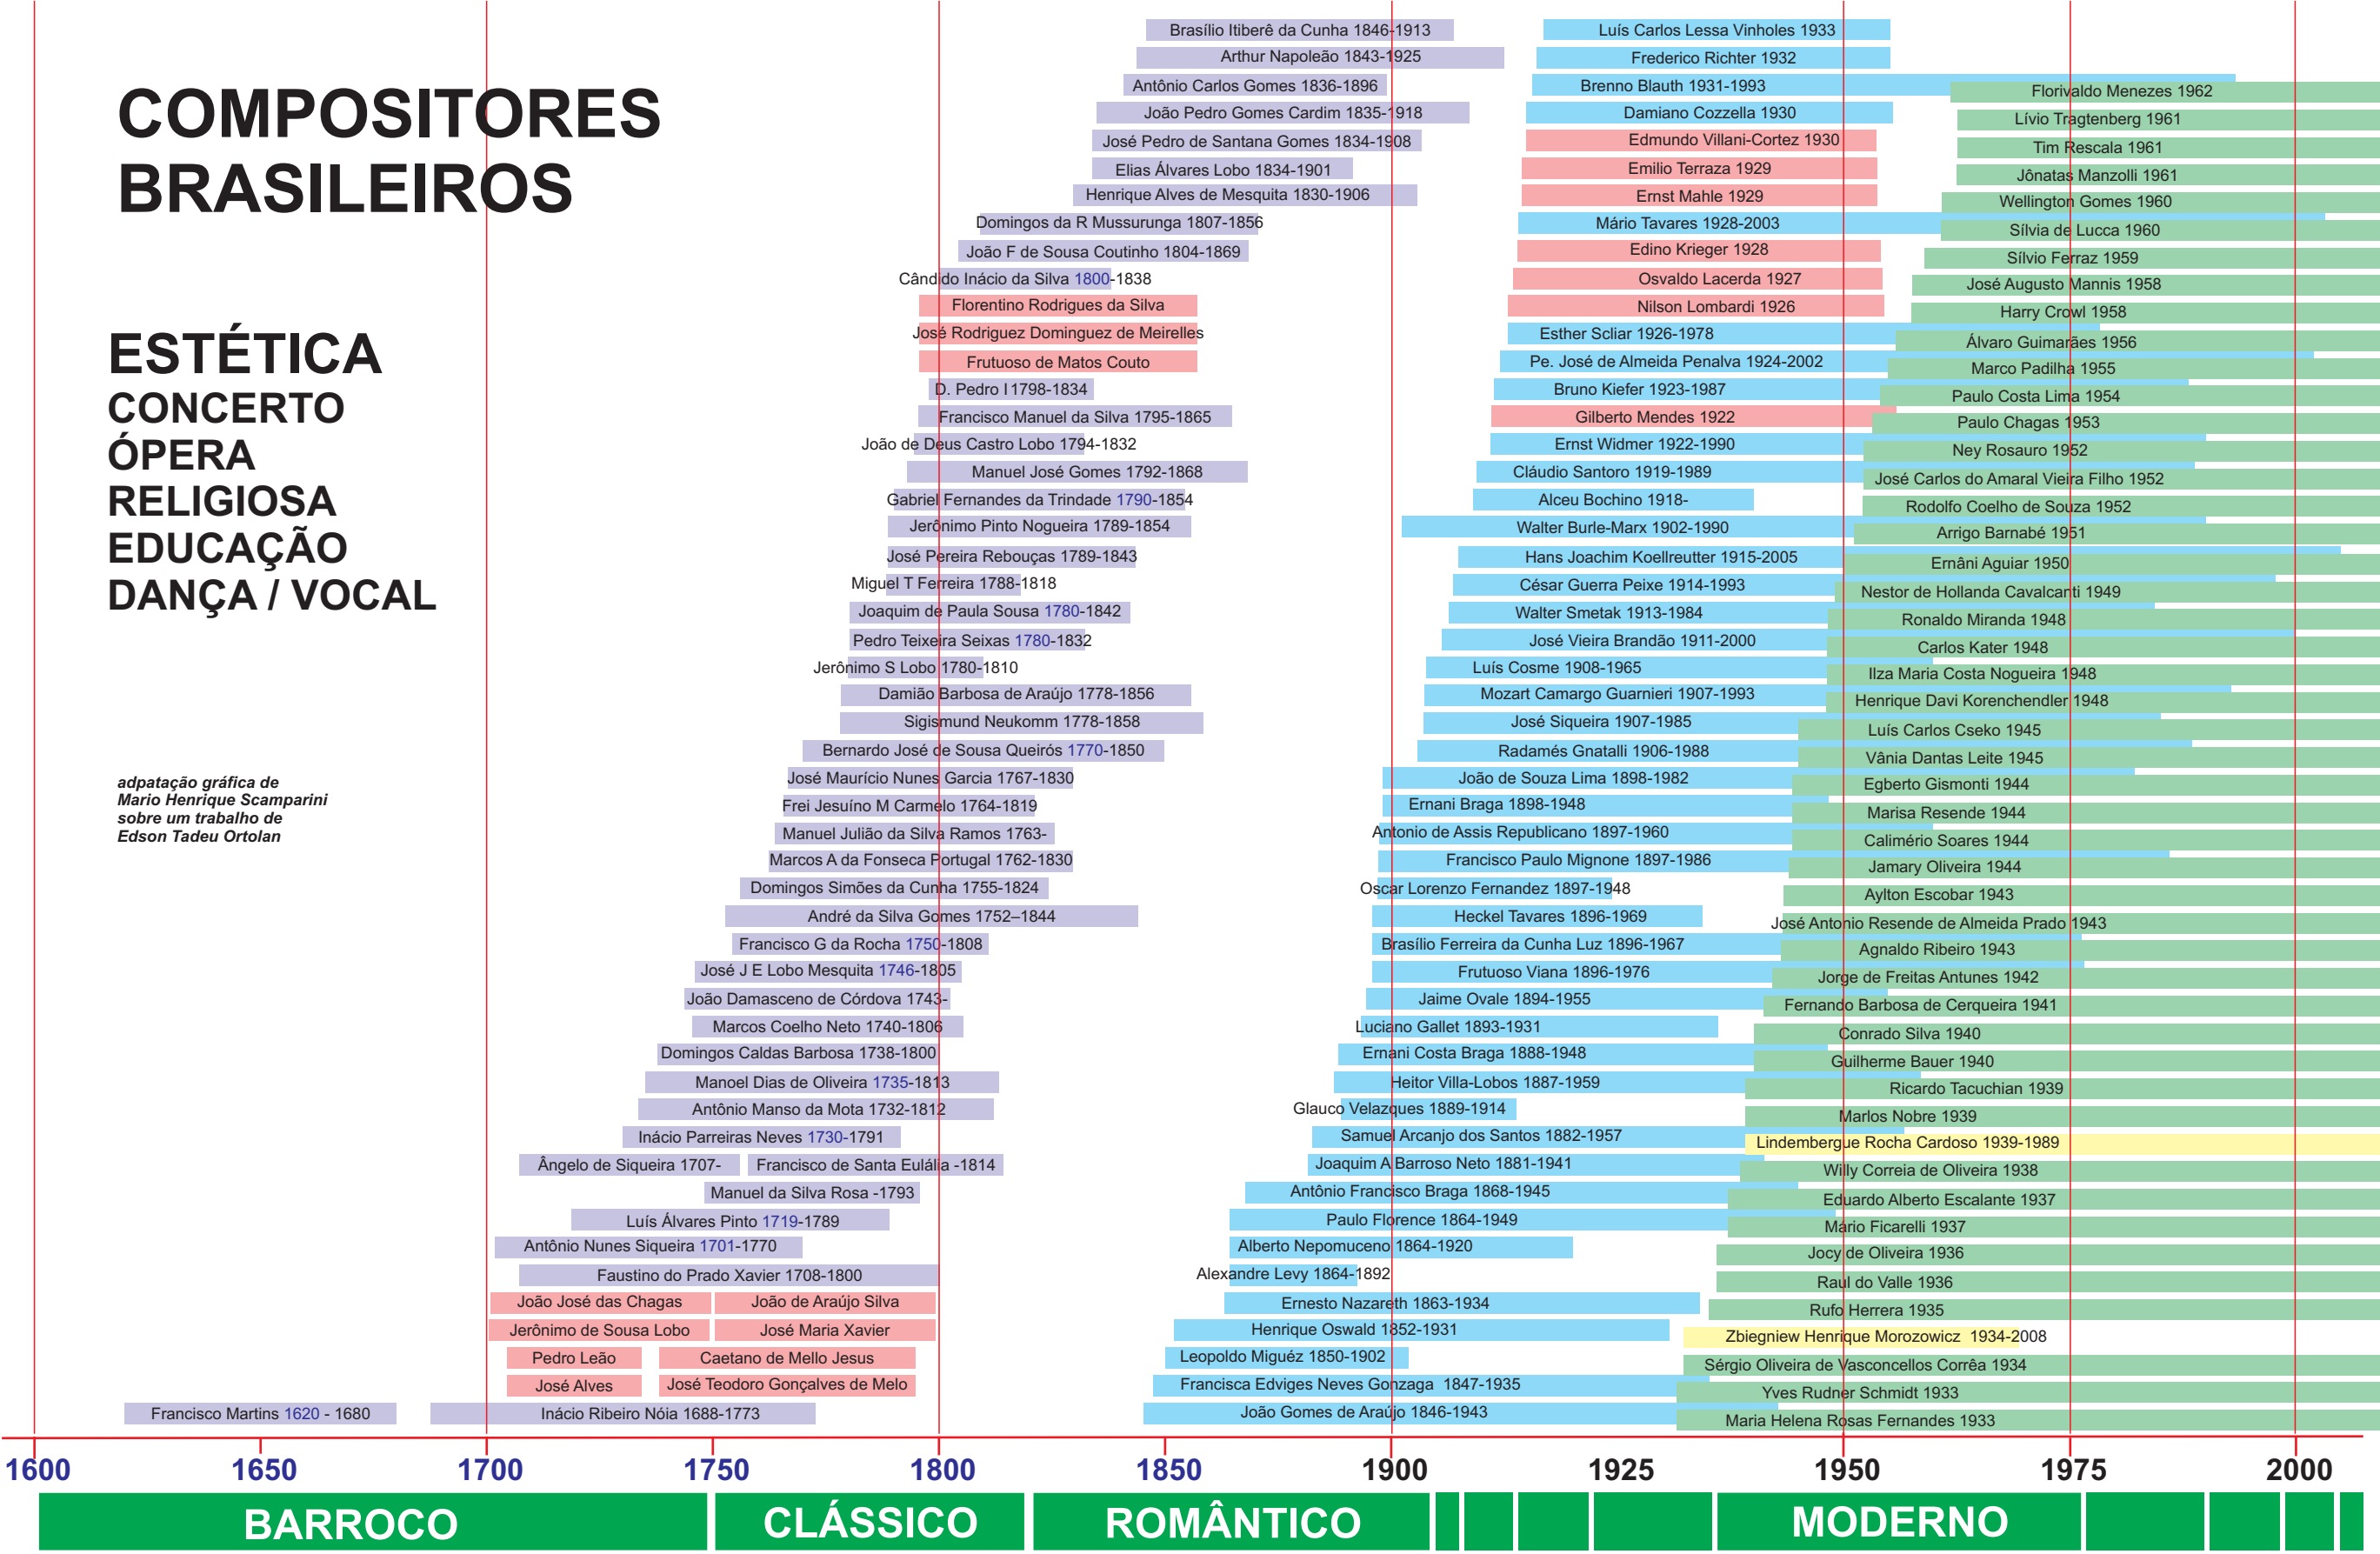 COMPOSITORES
BRASILEIROS
ESTÉTICA
CONCERTO
ÓPERA
RELIGIOSA
EDUCAÇÃO
DANÇA / VOCAL
adpatação gráfica de
Mario Henrique Scamparini
sobre um trabalho de
Edson Tadeu Ortolan
Brasílio Itiberê da Cunha 1846-1913
Arthur Napoleão 1843-1925
Antônio Carlos Gomes 1836-1896
João Pedro Gomes Cardim 1835-1918
José Pedro de Santana Gomes 1834-1908
Elias Álvares Lobo 1834-1901
Henrique Alves de Mesquita 1830-1906
Domingos da R Mussurunga 1807-1856
João F de Sousa Coutinho 1804-1869
Cândido Inácio da Silva 1800-1838
Florentino Rodrigues da Silva
José Rodriguez Dominguez de Meirelles
Frutuoso de Matos Couto
D. Pedro I 1798-1834
Francisco Manuel da Silva 1795-1865
João de Deus Castro Lobo 1794-1832
Manuel José Gomes 1792-1868
Gabriel Fernandes da Trindade 1790-1854
Jerônimo Pinto Nogueira 1789-1854
José Pereira Rebouças 1789-1843
Miguel T Ferreira 1788-1818
Joaquim de Paula Sousa 1780-1842
Pedro Teixeira Seixas 1780-1832
Jerônimo S Lobo 1780-1810
Damião Barbosa de Araújo 1778-1856
Sigismund Neukomm 1778-1858
Bernardo José de Sousa Queirós 1770-1850
José Maurício Nunes Garcia 1767-1830
Frei Jesuíno M Carmelo 1764-1819
Manuel Julião da Silva Ramos 1763-
Marcos A da Fonseca Portugal 1762-1830
Domingos Simões da Cunha 1755-1824
André da Silva Gomes 1752–1844
Francisco G da Rocha 1750-1808
José J E Lobo Mesquita 1746-1805
João Damasceno de Córdova 1743-
Marcos Coelho Neto 1740-1806
Domingos Caldas Barbosa 1738-1800
Manoel Dias de Oliveira 1735-1813
Antônio Manso da Mota 1732-1812
Inácio Parreiras Neves 1730-1791
Ângelo de Siqueira 1707-
Francisco de Santa Eulália -1814
Manuel da Silva Rosa -1793
Luís Álvares Pinto 1719-1789
Antônio Nunes Siqueira 1701-1770
Faustino do Prado Xavier 1708-1800
João José das Chagas
João de Araújo Silva
Jerônimo de Sousa Lobo
José Maria Xavier
Pedro Leão
Caetano de Mello Jesus
José Alves
José Teodoro Gonçalves de Melo
Francisco Martins 1620 - 1680
Inácio Ribeiro Nóia 1688-1773
Luís Carlos Lessa Vinholes 1933
Frederico Richter 1932
Brenno Blauth 1931-1993
Damiano Cozzella 1930
Edmundo Villani-Cortez 1930
Emilio Terraza 1929
Ernst Mahle 1929
Mário Tavares 1928-2003
Edino Krieger 1928
Osvaldo Lacerda 1927
Nilson Lombardi 1926
Esther Scliar 1926-1978
Pe. José de Almeida Penalva 1924-2002
Bruno Kiefer 1923-1987
Gilberto Mendes 1922
Ernst Widmer 1922-1990
Cláudio Santoro 1919-1989
Alceu Bochino 1918-
Walter Burle-Marx 1902-1990
Hans Joachim Koellreutter 1915-2005
César Guerra Peixe 1914-1993
Walter Smetak 1913-1984
José Vieira Brandão 1911-2000
Luís Cosme 1908-1965
Mozart Camargo Guarnieri 1907-1993
José Siqueira 1907-1985
Radamés Gnatalli 1906-1988
João de Souza Lima 1898-1982
Ernani Braga 1898-1948
Antonio de Assis Republicano 1897-1960
Francisco Paulo Mignone 1897-1986
Oscar Lorenzo Fernandez 1897-1948
Heckel Tavares 1896-1969
Brasílio Ferreira da Cunha Luz 1896-1967
Frutuoso Viana 1896-1976
Jaime Ovale 1894-1955
Luciano Gallet 1893-1931
Ernani Costa Braga 1888-1948
Heitor Villa-Lobos 1887-1959
Glauco Velazques 1889-1914
Samuel Arcanjo dos Santos 1882-1957
Joaquim A Barroso Neto 1881-1941
Antônio Francisco Braga 1868-1945
Paulo Florence 1864-1949
Alberto Nepomuceno 1864-1920
Alexandre Levy 1864-1892
Ernesto Nazareth 1863-1934
Henrique Oswald 1852-1931
Leopoldo Miguéz 1850-1902
Francisca Edviges Neves Gonzaga 1847-1935
João Gomes de Araújo 1846-1943
Florivaldo Menezes 1962
Lívio Tragtenberg 1961
Tim Rescala 1961
Jônatas Manzolli 1961
Wellington Gomes 1960
Sílvia de Lucca 1960
Sílvio Ferraz 1959
José Augusto Mannis 1958
Harry Crowl 1958
Álvaro Guimarães 1956
Marco Padilha 1955
Paulo Costa Lima 1954
Paulo Chagas 1953
Ney Rosauro 1952
José Carlos do Amaral Vieira Filho 1952
Rodolfo Coelho de Souza 1952
Arrigo Barnabé 1951
Ernâni Aguiar 1950
Nestor de Hollanda Cavalcanti 1949
Ronaldo Miranda 1948
Carlos Kater 1948
Ilza Maria Costa Nogueira 1948
Henrique Davi Korenchendler 1948
Luís Carlos Cseko 1945
Vânia Dantas Leite 1945
Egberto Gismonti 1944
Marisa Resende 1944
Calimério Soares 1944
Jamary Oliveira 1944
Aylton Escobar 1943
José Antonio Resende de Almeida Prado 1943
Agnaldo Ribeiro 1943
Jorge de Freitas Antunes 1942
Fernando Barbosa de Cerqueira 1941
Conrado Silva 1940
Guilherme Bauer 1940
Ricardo Tacuchian 1939
Marlos Nobre 1939
Lindembergue Rocha Cardoso 1939-1989
Willy Correia de Oliveira 1938
Eduardo Alberto Escalante 1937
Mário Ficarelli 1937
Jocy de Oliveira 1936
Raul do Valle 1936
Rufo Herrera 1935
Zbiegniew Henrique Morozowicz 1934-2008
Sérgio Oliveira de Vasconcellos Corrêa 1934
Yves Rudner Schmidt 1933
Maria Helena Rosas Fernandes 1933
1600 1650 1700 1750 1800 1850 1900 1925 1950 1975 2000
BARROCO CLÁSSICO ROMÂNTICO MODERNO